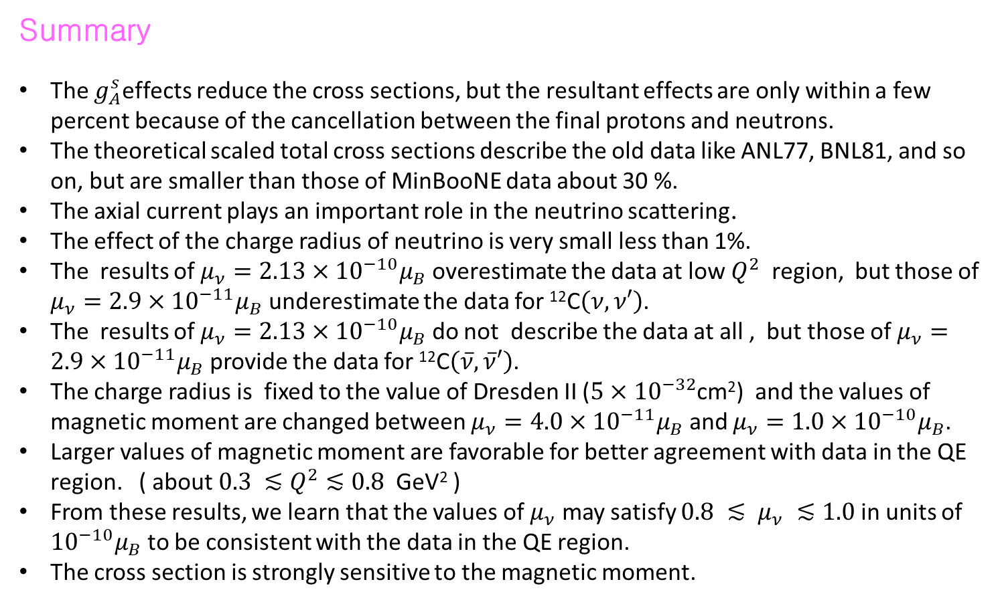 Summary
• The $g_A^s$ effects reduce the cross sections, but the resultant effects are only within a few
percent because of the cancellation between the final protons and neutrons.
• The theoretical scaled total cross sections describe the old data like ANL77, BNL81, and so
on, but are smaller than those of MinBooNE data about 30 %.
• The axial current plays an important role in the neutrino scattering.
• The effect of the charge radius of neutrino is very small less than 1%.
• The results of $\mu_\nu = 2.13 \times 10^{-10} \mu_B$ overestimate the data at low $Q^2$ region, but those of
$\mu_\nu = 2.9 \times 10^{-11} \mu_B$ underestimate the data for $^{12}$C$(\nu, \nu')$.
• The results of $\mu_\nu = 2.13 \times 10^{-10} \mu_B$ do not describe the data at all , but those of $\mu_\nu =$
$2.9 \times 10^{-11} \mu_B$ provide the data for $^{12}$C$(\bar{\nu}, \bar{\nu}')$.
• The charge radius is fixed to the value of Dresden II ($5 \times 10^{-32}$cm$^2$) and the values of
magnetic moment are changed between $\mu_\nu = 4.0 \times 10^{-11} \mu_B$ and $\mu_\nu = 1.0 \times 10^{-10} \mu_B$.
• Larger values of magnetic moment are favorable for better agreement with data in the QE
region. ( about $0.3 \lesssim Q^2 \lesssim 0.8$ GeV$^2$ )
• From these results, we learn that the values of $\mu_\nu$ may satisfy $0.8 \lesssim \mu_\nu \lesssim 1.0$ in units of
$10^{-10} \mu_B$ to be consistent with the data in the QE region.
• The cross section is strongly sensitive to the magnetic moment.